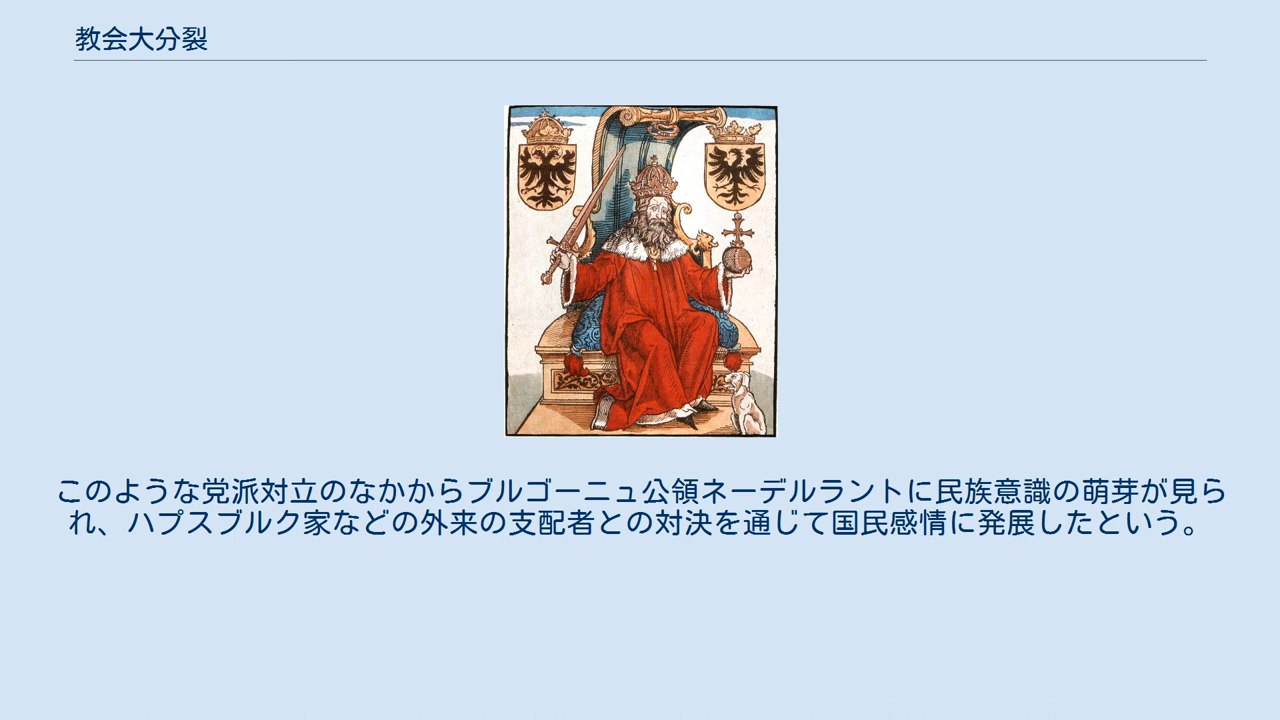 教会大分裂
このような党派対立のなかからブルゴーニュ公領ネーデルラントに民族意識の萌芽が見ら
れ、ハプスブルク家などの外来の支配者との対決を通じて国民感情に発展したという。